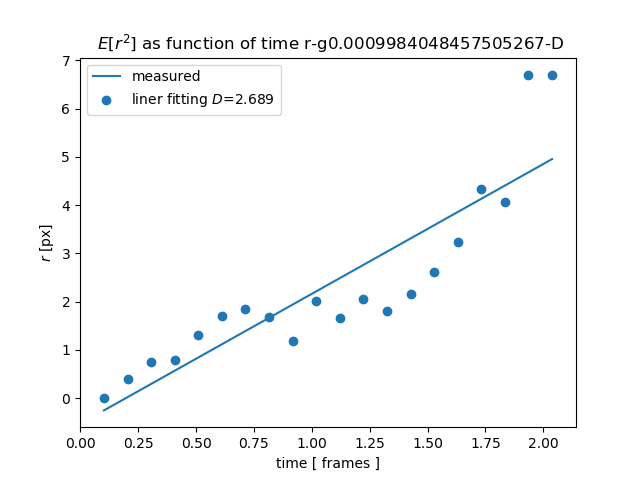 E[r²] as function of time r-g0.0009984048457505267-D
measured
liner fitting D=2.689
7
6
5
4
3
2
1
0
r [px]
0.00 0.25 0.50 0.75 1.00 1.25 1.50 1.75 2.00
time [ frames ]